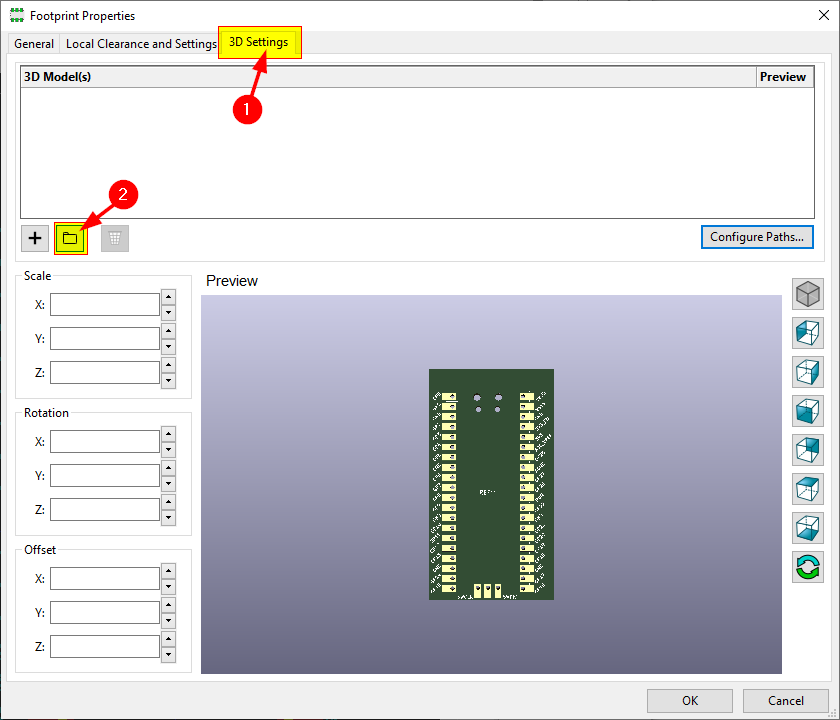 Footprint Properties
General Local Clearance and Settings 3D Settings
3D Model(s) Preview
1
2
Configure Paths...
Scale Preview
X:
Y:
Z:
Rotation
X:
Y:
Z:
Offset
X:
Y:
Z:
REF**
OK Cancel